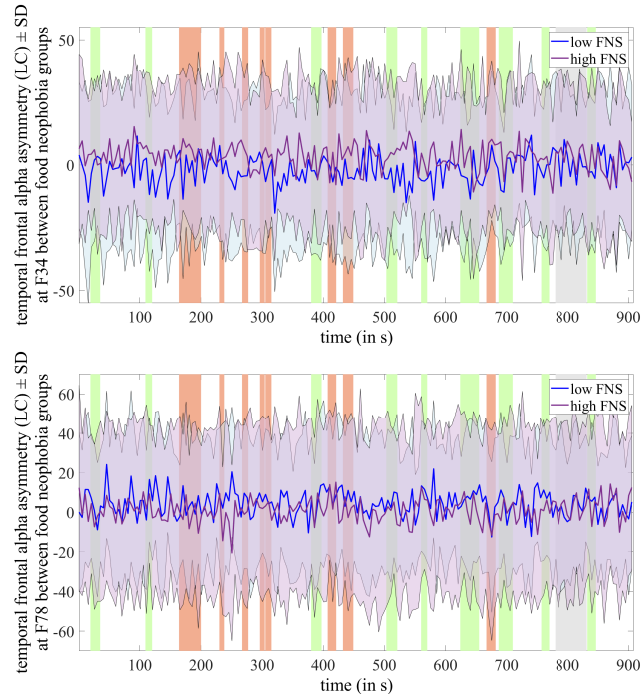 temporal frontal alpha asymmetry (LC) ± SD
at F34 between food neophobia groups
50
0
-50
low FNS
high FNS
100 200 300 400 500 600 700 800 900
time (in s)
temporal frontal alpha asymmetry (LC) ± SD
at F78 between food neophobia groups
60
40
20
0
-20
-40
-60
low FNS
high FNS
100 200 300 400 500 600 700 800 900
time (in s)